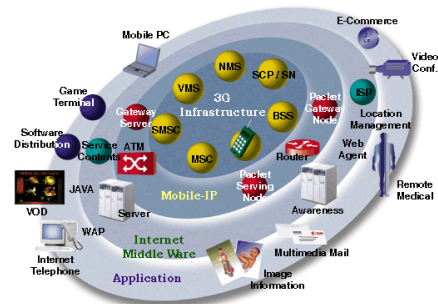 E-Commerce
Mobile PC
Video
Conf.
NMS
SCP / SN
VMS
3G
Infrastructure
Game
Terminal
Gateway
Server
Packet
Gateway
Node
ISP
SMSC
BSS
Location
Management
Software
Distribution
Service
Contents
ATM
MSC
Router
Web
Agent
Packet
Serving
Node
Remote
Medical
JAVA
VOD
Mobile-IP
Server
Awareness
WAP
Internet
Telephone
Internet
Middle Ware
Multimedia Mail
Application
Image
Information